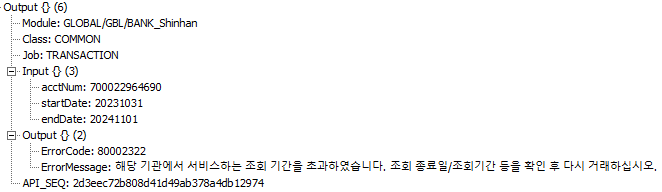 Output {} (6)
Module: GLOBAL/GBL/BANK_Shinhan
Class: COMMON
Job: TRANSACTION
Input {} (3)
acctNum: 700022964690
startDate: 20231031
endDate: 20241101
Output {} (2)
ErrorCode: 80002322
ErrorMessage: 해당 기관에서 서비스하는 조회 기간을 초과하였습니다. 조회 종료일/조회기간 등을 확인 후 다시 거래하십시오.
API_SEQ: 2d3eec72b808d41d49ab378a4db12974